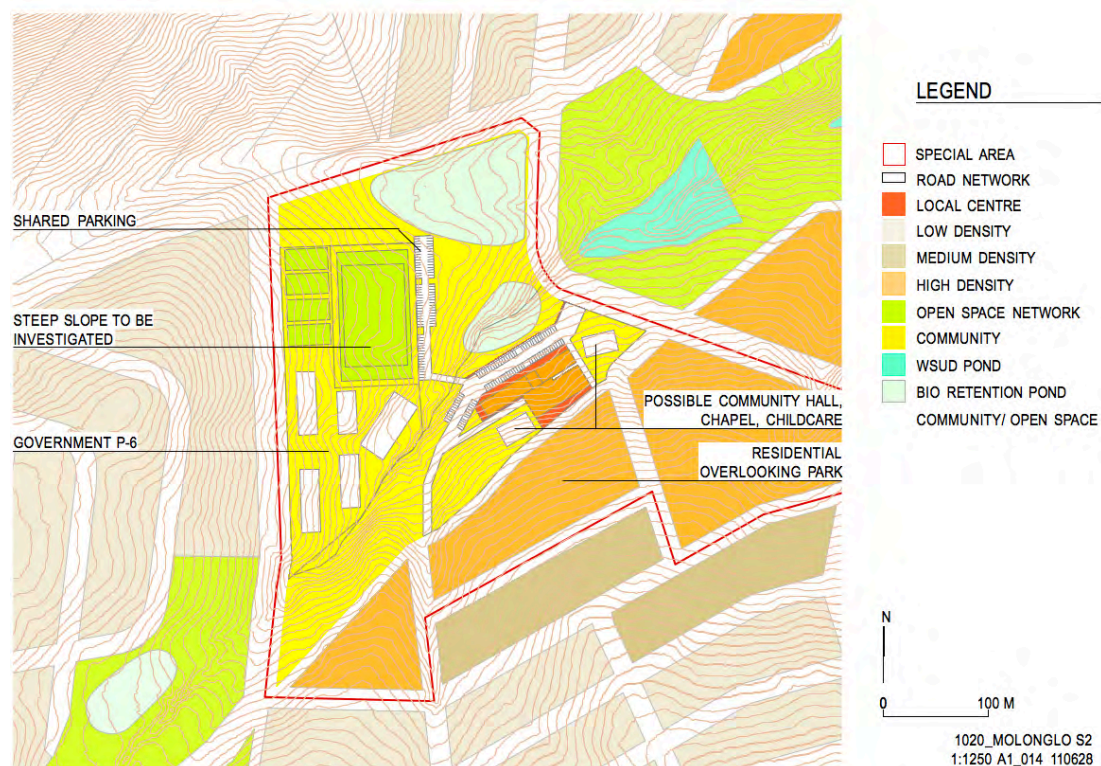 SHARED PARKING
STEEP SLOPE TO BE
INVESTIGATED
GOVERNMENT P-6
POSSIBLE COMMUNITY HALL,
CHAPEL, CHILDCARE
RESIDENTIAL
OVERLOOKING PARK
LEGEND
SPECIAL AREA
ROAD NETWORK
LOCAL CENTRE
LOW DENSITY
MEDIUM DENSITY
HIGH DENSITY
OPEN SPACE NETWORK
COMMUNITY
WSUD POND
BIO RETENTION POND
COMMUNITY/ OPEN SPACE
N
0 100 M
1020_MOLONGLO S2
1:1250 A1_014 110628